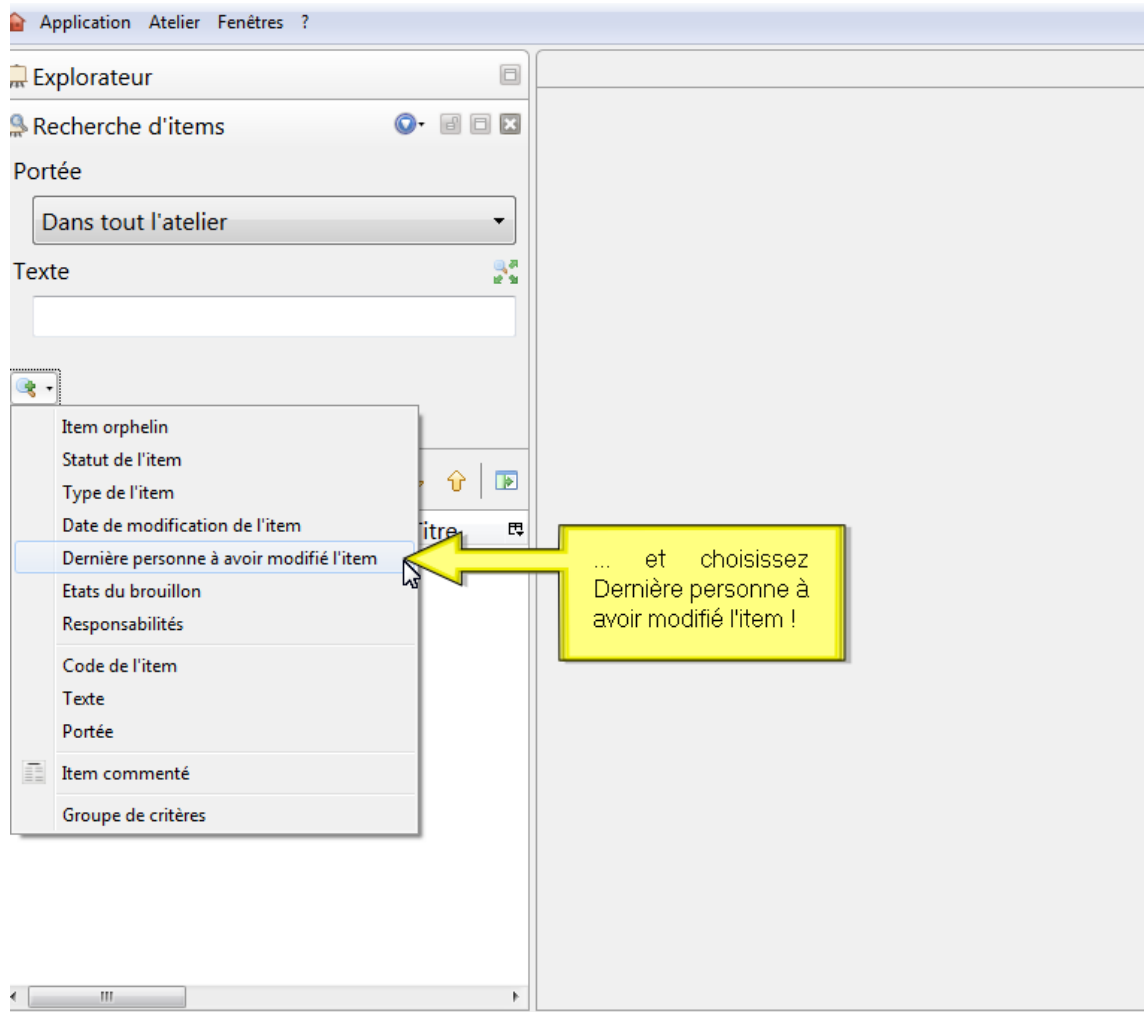 Application Atelier Fenêtres ?
Explorateur
Recherche d'items
Portée
Dans tout l'atelier
Texte
Item orphelin
Statut de l'item
Type de l'item
Date de modification de l'item
itre
Dernière personne à avoir modifié l'item
Etats du brouillon
Responsabilités
Code de l'item
Texte
Portée
Item commenté
Groupe de critères
... et choisissez
Dernière personne à
avoir modifié l'item !